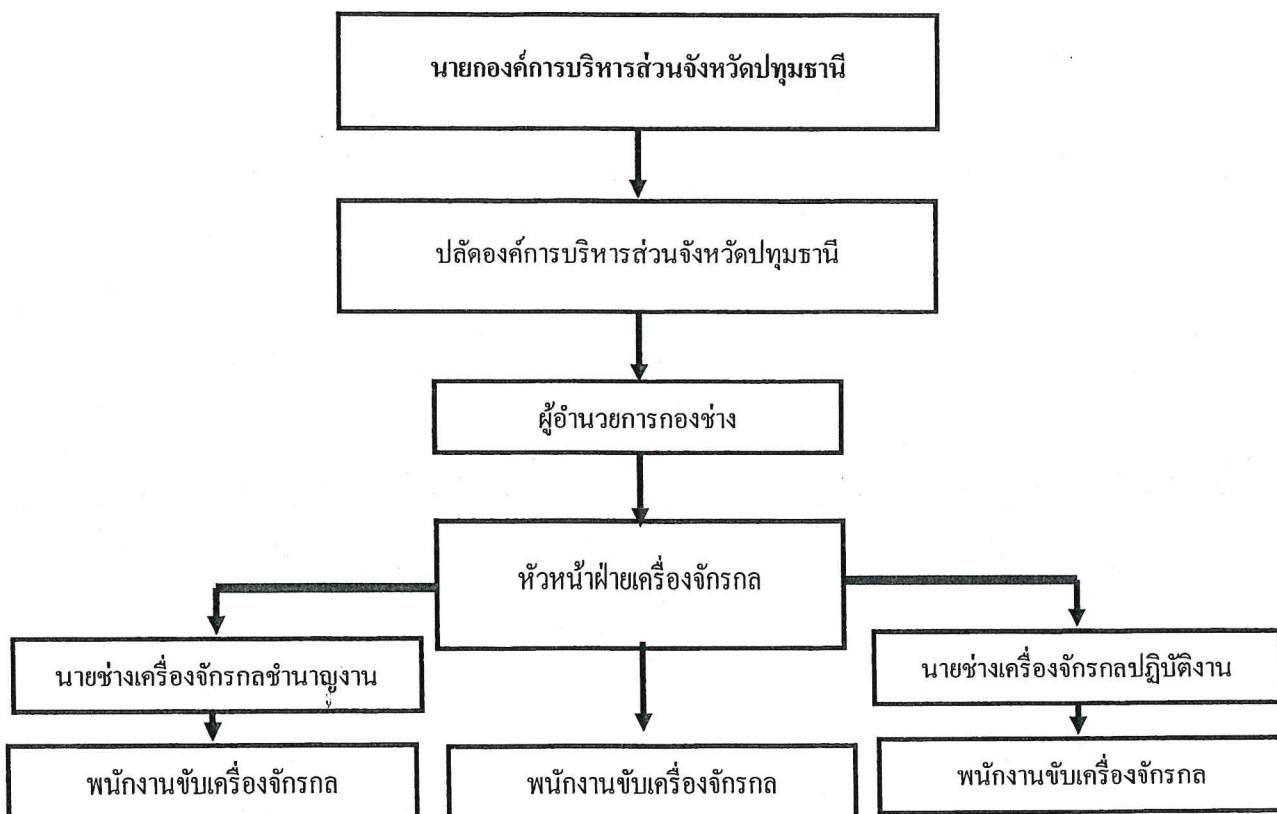 นายกองค์การบริหารส่วนจังหวัดปทุมธานี
ปลัดองค์การบริหารส่วนจังหวัดปทุมธานี
ผู้อำนวยการกองช่าง
หัวหน้าฝ่ายเครื่องจักรกล
นายช่างเครื่องจักรกลชำนาญงาน
นายช่างเครื่องจักรกลปฏิบัติงาน
พนักงานขับเครื่องจักรกล
พนักงานขับเครื่องจักรกล
พนักงานขับเครื่องจักรกล